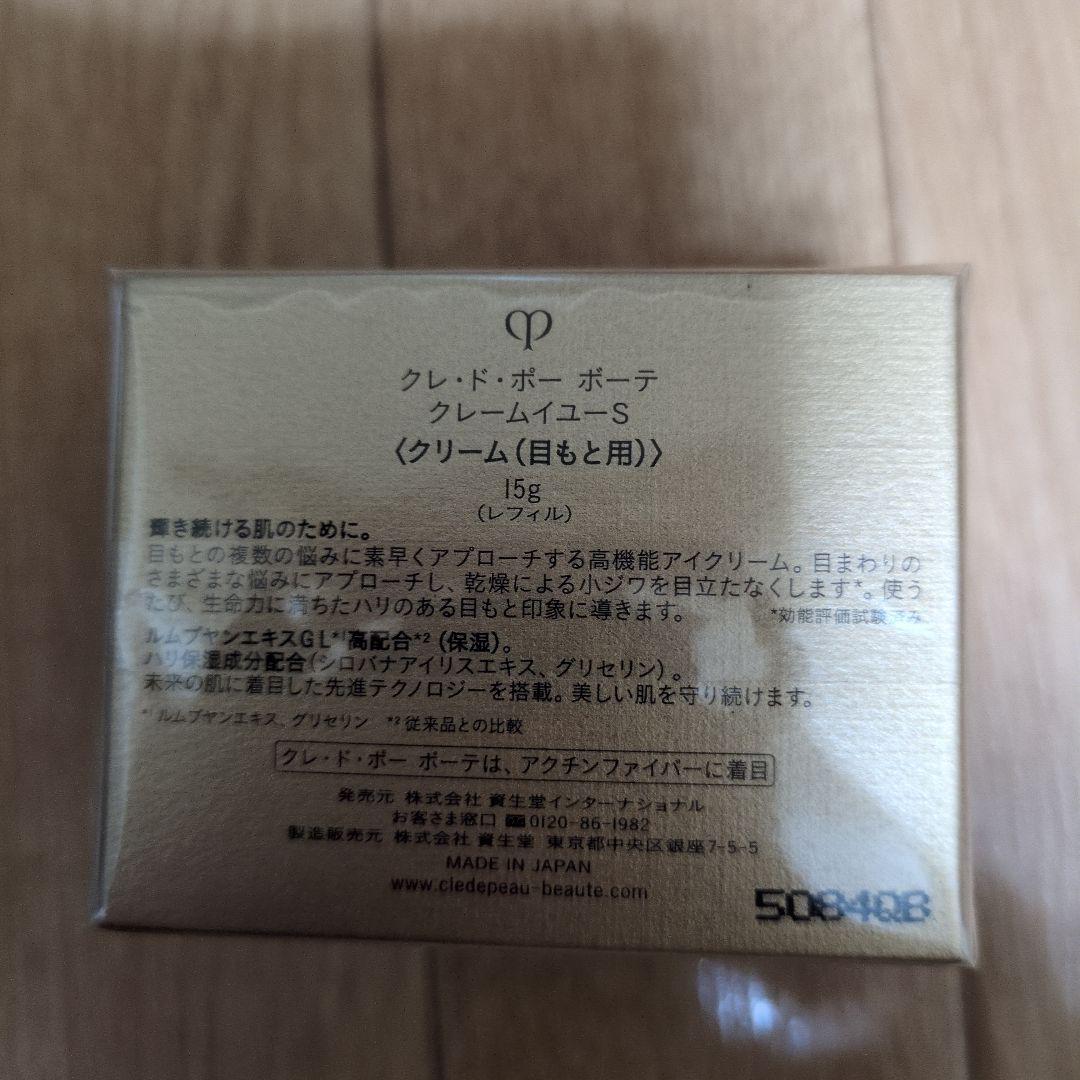 クレ・ド・ポー ボーテ
クレームイユーS
〈クリーム（目もと用）〉
15g
（レフィル）
輝き続ける肌のために。
目もとの複数の悩みに素早くアプローチする高機能アイクリーム。目まわりの
さまざまな悩みにアプローチし、乾燥による小ジワを目立たなくします*。使う
たび、生命力に満ちたハリのある目もと印象に導きます。 *効能評価試験済み
ルムプヤンエキスGL*1高配合*2（保湿）。
ハリ保湿成分配合（シロバナアイリスエキス、グリセリン）。
未来の肌に着目した先進テクノロジーを搭載。美しい肌を守り続けます。
*1 ルムプヤンエキス、グリセリン *2 従来品との比較
クレ・ド・ポー ボーテは、アクチンファイバーに着目
発売元 株式会社 資生堂インターナショナル
お客さま窓口 0120-86-1982
製造販売元 株式会社 資生堂 東京都中央区銀座7-5-5
MADE IN JAPAN
www.cledepeau-beaute.com
5084QB